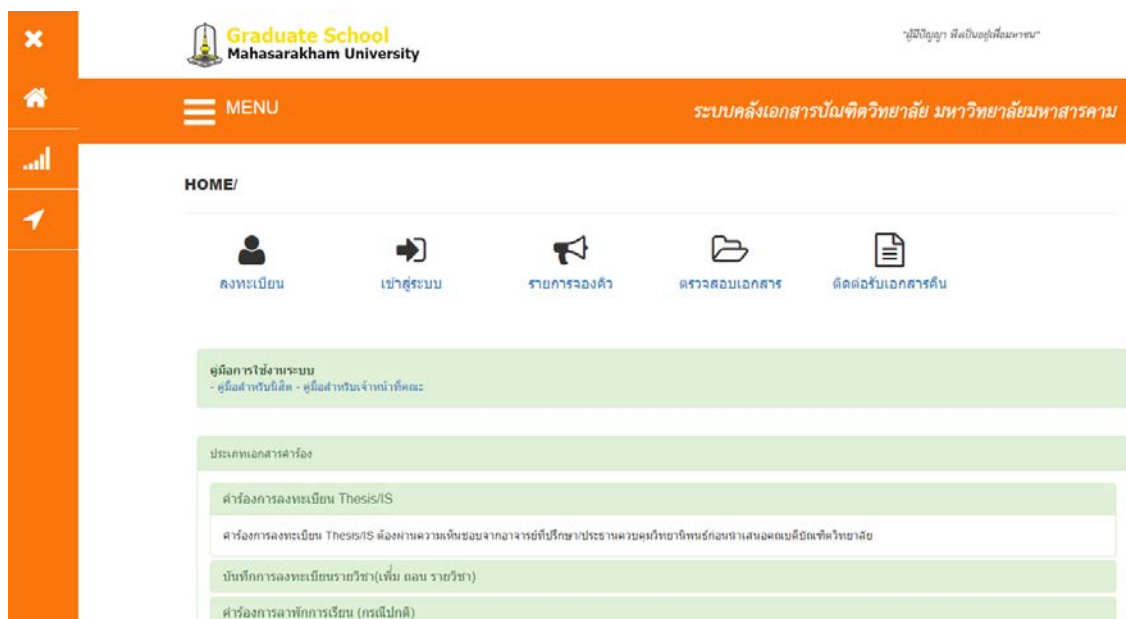 Graduate School
Mahasarakham University
"ผู้มีปัญญา พึงเป็นอยู่เพื่อมหาชน"
MENU
ระบบคลังเอกสารบัณฑิตวิทยาลัย มหาวิทยาลัยมหาสารคาม
HOME/
ลงทะเบียน เข้าสู่ระบบ รายการจองคิว ตรวจสอบเอกสาร ติดต่อรับเอกสารคืน
คู่มือการใช้งานระบบ
- คู่มือสำหรับนิสิต - คู่มือสำหรับเจ้าหน้าที่คณะ
ประเภทเอกสารคำร้อง
คำร้องการลงทะเบียน Thesis/IS
คำร้องการลงทะเบียน Thesis/IS ต้องผ่านความเห็นชอบจากอาจารย์ที่ปรึกษา/ประธานควบคุมวิทยานิพนธ์ก่อนนำเสนอคณบดีบัณฑิตวิทยาลัย
บันทึกการลงทะเบียนรายวิชา(เพิ่ม ถอน รายวิชา)
คำร้องการลาพักการเรียน (กรณีปกติ)